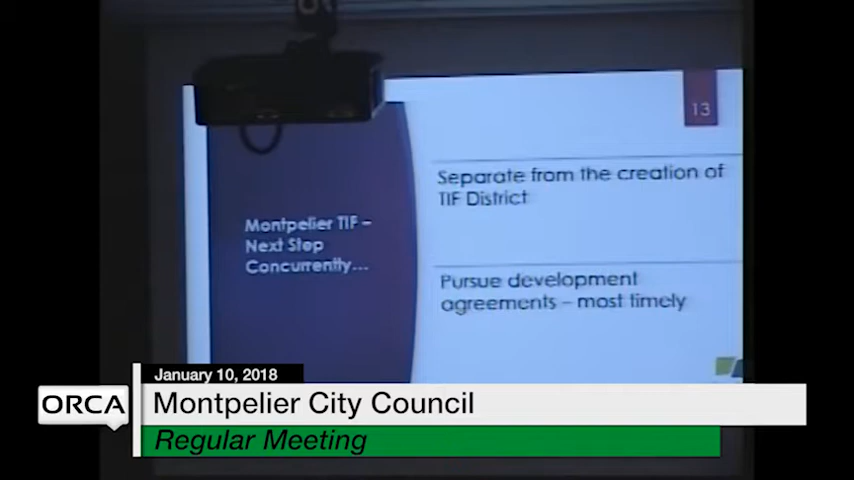 13
Separate from the creation of
TIF District
Montpelier TIF –
Next Step
Concurrently...
Pursue development
agreements – most timely
January 10, 2018
ORCA
Montpelier City Council
Regular Meeting